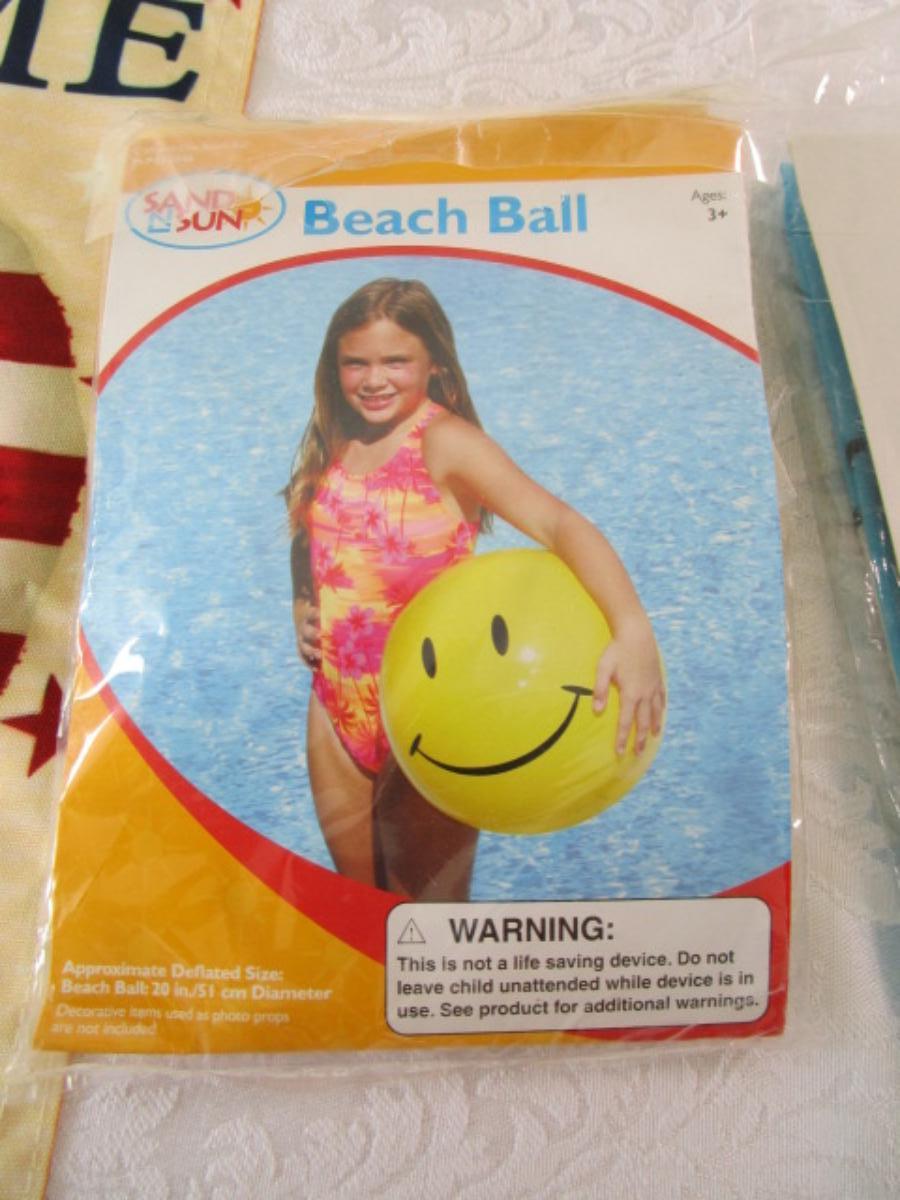 ME
SAND
N SUN
Beach Ball
Ages:
3+
WARNING:
This is not a life saving device. Do not
leave child unattended while device is in
use. See product for additional warnings.
Approximate Deflated Size:
Beach Ball: 20 in./51 cm Diameter
Decorative items used as photo props
are not included.